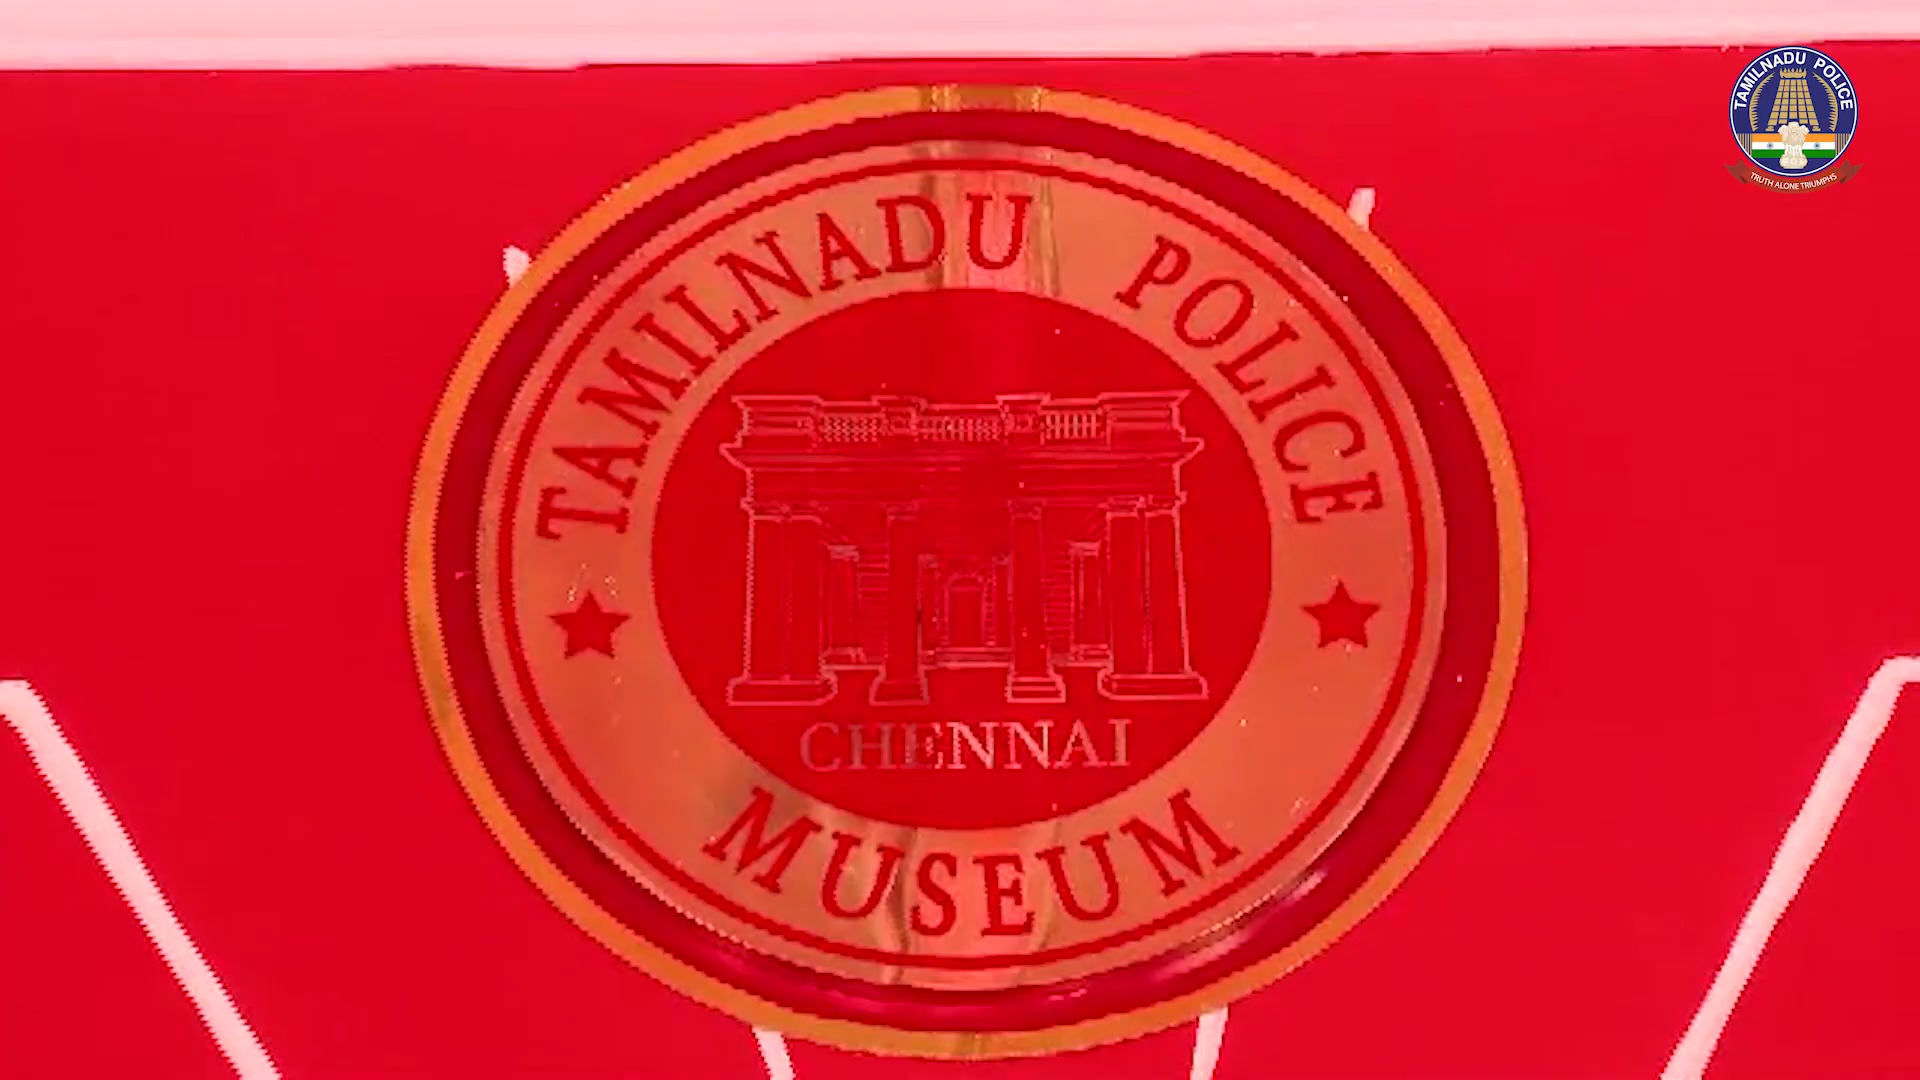 TAMILNADU POLICE
CHENNAI
MUSEUM
TAMILNADU POLICE
TRUTH ALONE TRIUMPHS